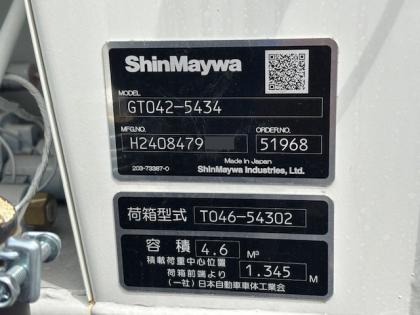 ShinMaywa
MODEL
GT042-5434
MFG.NO. ORDER.NO.
H2408479 51968
Made in Japan
203-73387-0 ShinMaywa Industries, Ltd.
荷箱型式 T046-54302
容積 4.6 M³
積載荷重中心位置
荷箱前端より 1.345 M
(一社)日本自動車車体工業会